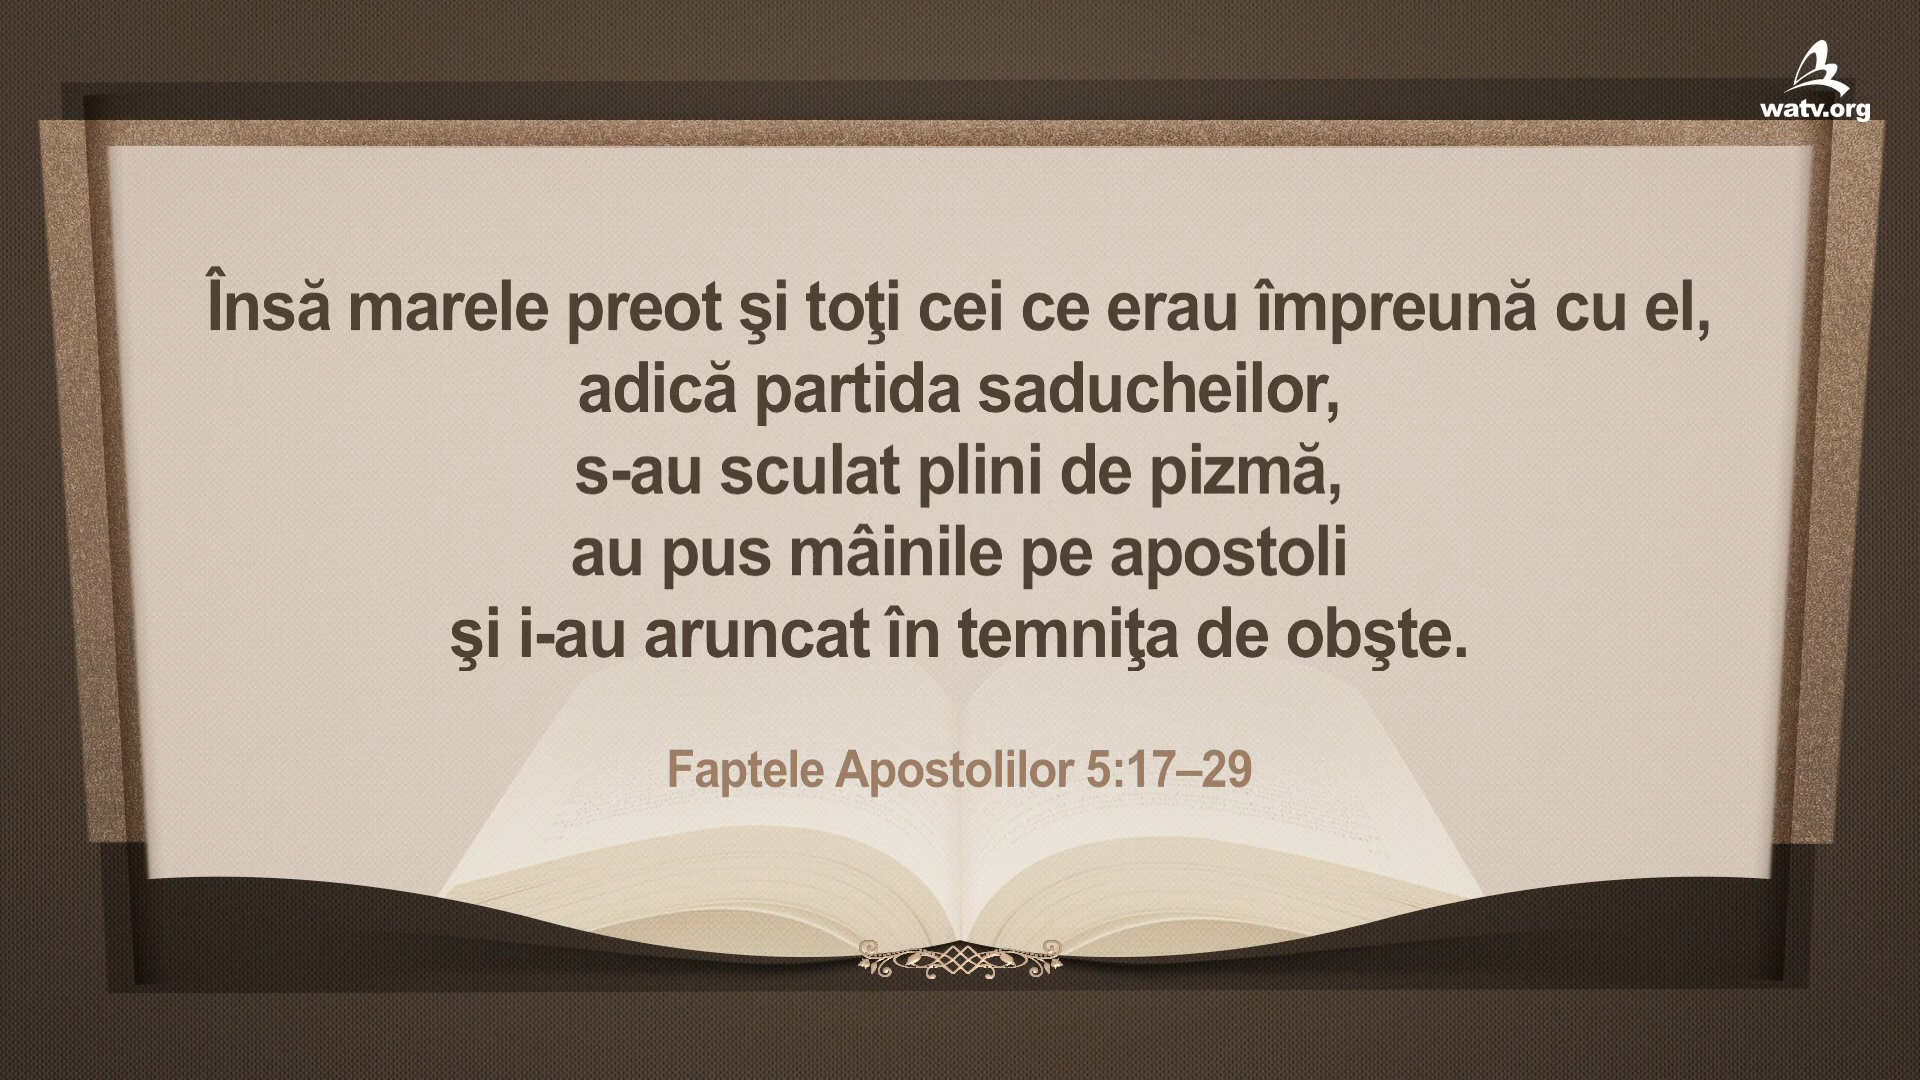 watv.org
Însă marele preot şi toţi cei ce erau împreună cu el,
adică partida saducheilor,
s-au sculat plini de pizmă,
au pus mâinile pe apostoli
şi i-au aruncat în temniţa de obşte.
Faptele Apostolilor 5:17–29